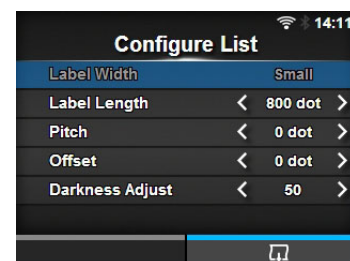 14:11
Configure List
Label Width Small
Label Length 800 dot
Pitch 0 dot
Offset 0 dot
Darkness Adjust 50